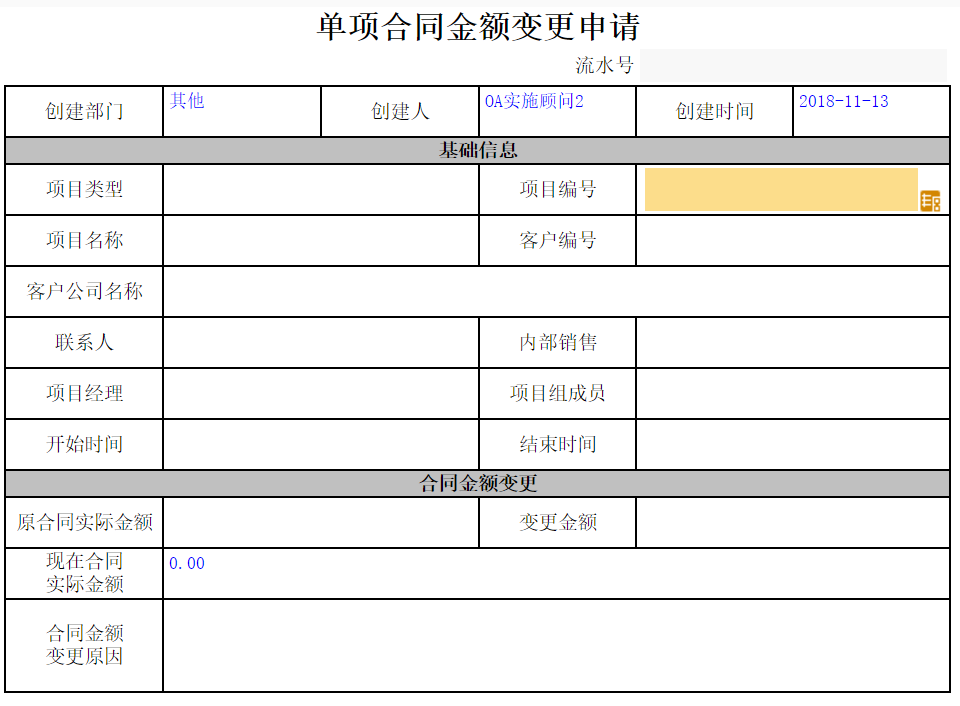 单项合同金额变更申请
流水号
创建部门 其他 创建人 OA实施顾问2 创建时间 2018-11-13
基础信息
项目类型 项目编号
项目名称 客户编号
客户公司名称
联系人 内部销售
项目经理 项目组成员
开始时间 结束时间
合同金额变更
原合同实际金额 变更金额
现在合同
实际金额 0.00
合同金额
变更原因